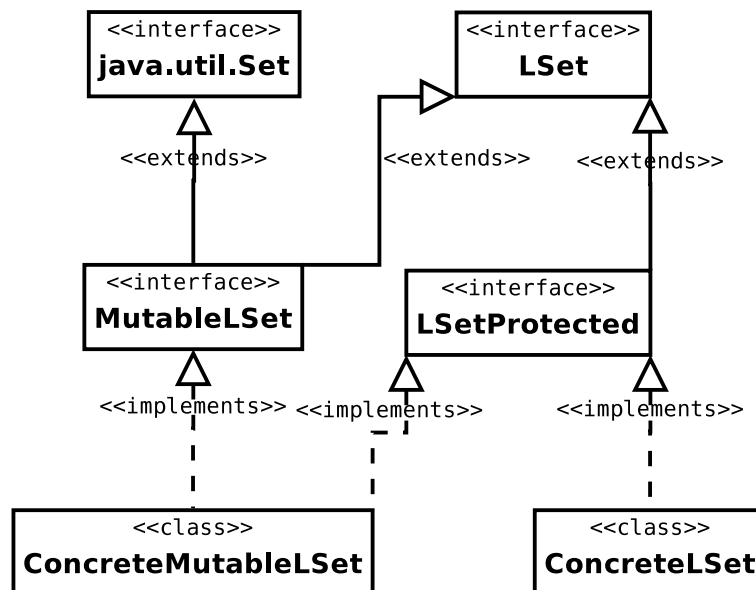 <<interface>>
java.util.Set
<<interface>>
LSet
<<extends>>
<<extends>>
<<extends>>
<<interface>>
MutableLSet
<<interface>>
LSetProtected
<<implements>>
<<implements>>
<<implements>>
<<class>>
ConcreteMutableLSet
<<class>>
ConcreteLSet